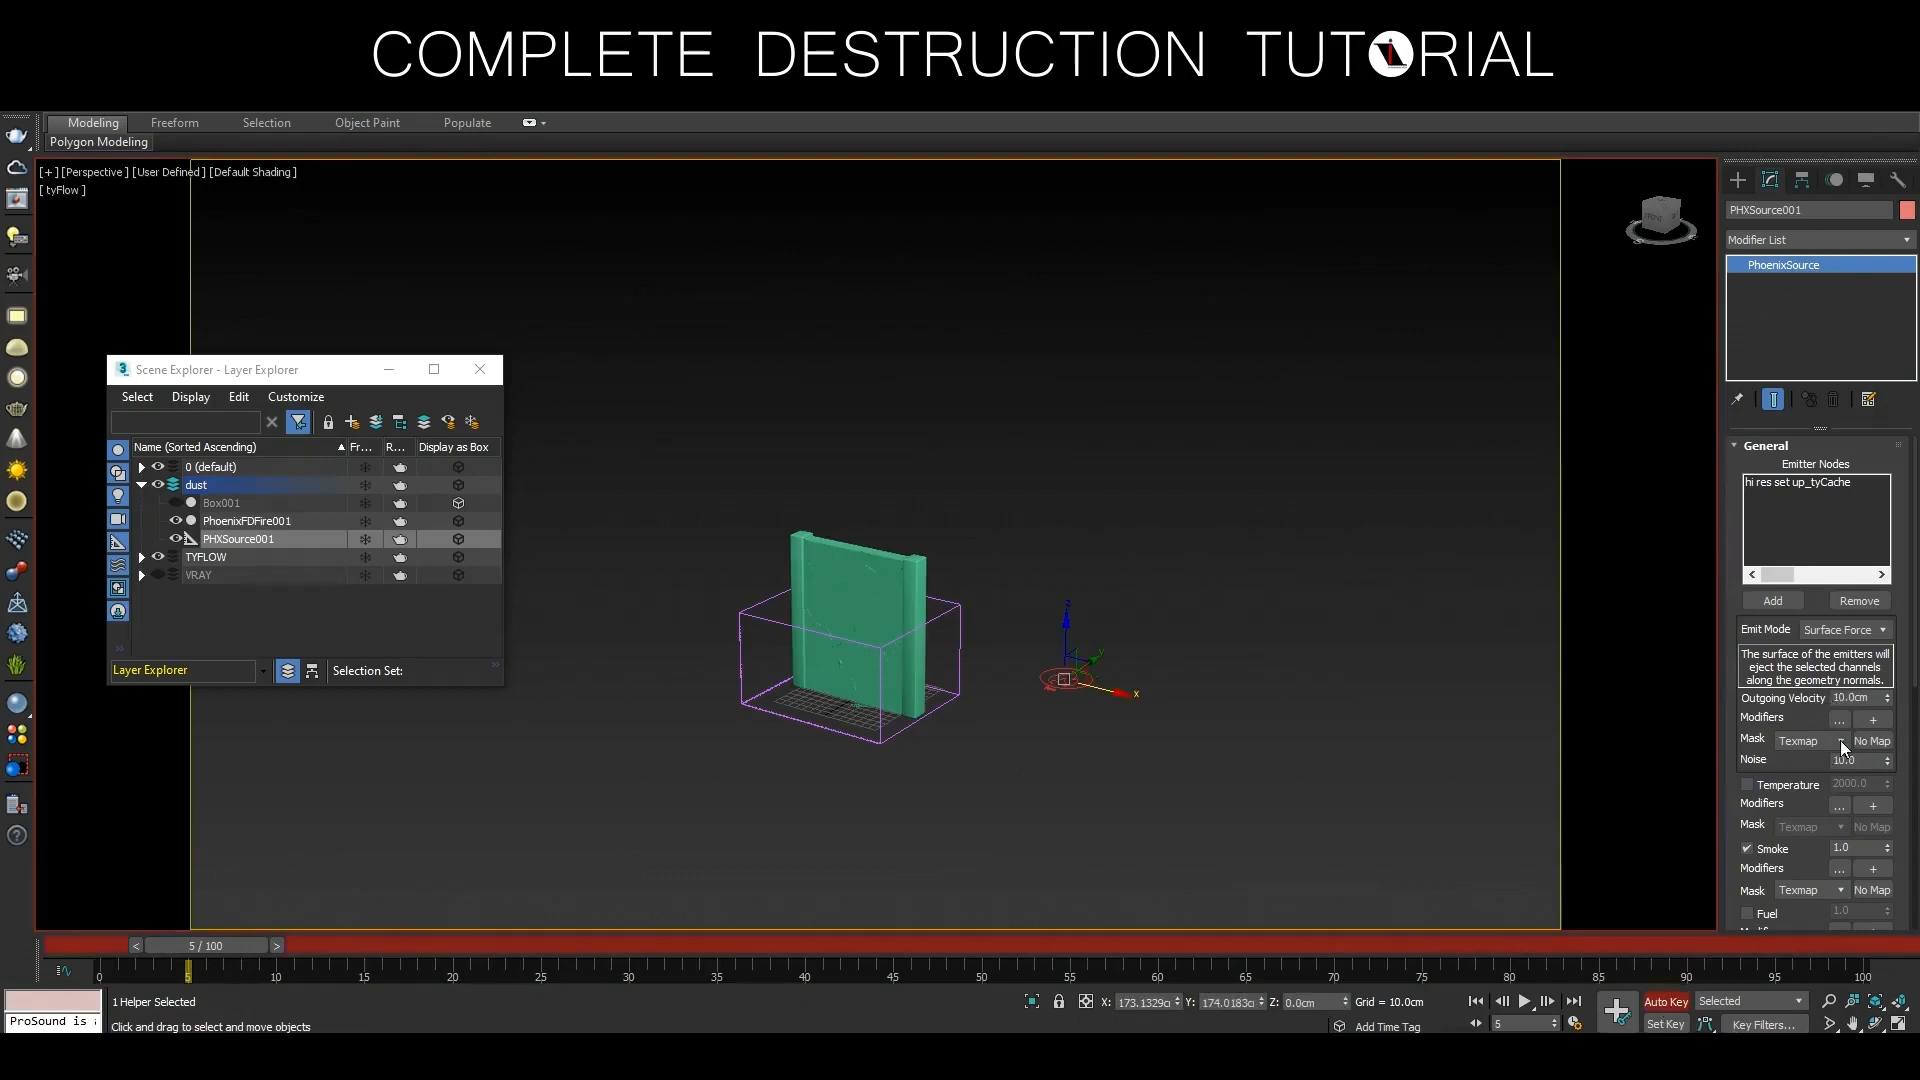 COMPLETE DESTRUCTION TUTORIAL
Modeling Freeform Selection Object Paint Populate
Polygon Modeling
[+] [Perspective ] [User Defined ] [Default Shading ]
[ tyFlow ]
PHXSource001
Modifier List
PhoenixSource
Scene Explorer - Layer Explorer
Select Display Edit Customize
Name (Sorted Ascending) Fr... R... Display as Box
0 (default)
dust
Box001
PhoenixFDFire001
PHXSource001
TYFLOW
VRAY
Layer Explorer Selection Set:
General
Emitter Nodes
hi res set up_tyCache
Add Remove
Emit Mode Surface Force
The surface of the emitters will
eject the selected channels
along the geometry normals.
Outgoing Velocity 10.0cm
Modifiers ... +
Mask Texmap No Map
Noise 10.0
Temperature 2000.0
Modifiers ... +
Mask Texmap No Map
Smoke 1.0
Modifiers ... +
Mask Texmap No Map
Fuel 1.0
x
< 5 / 100 >
0 5 10 15 20 25 30 35 40 45 50 55 60 65 70 75 80 85 90 95 100
1 Helper Selected
X: 173.1329c Y: 174.0183c Z: 0.0cm Grid = 10.0cm
Auto Key Selected
ProSound is
Click and drag to select and move objects
Add Time Tag
5
Set Key Key Filters...